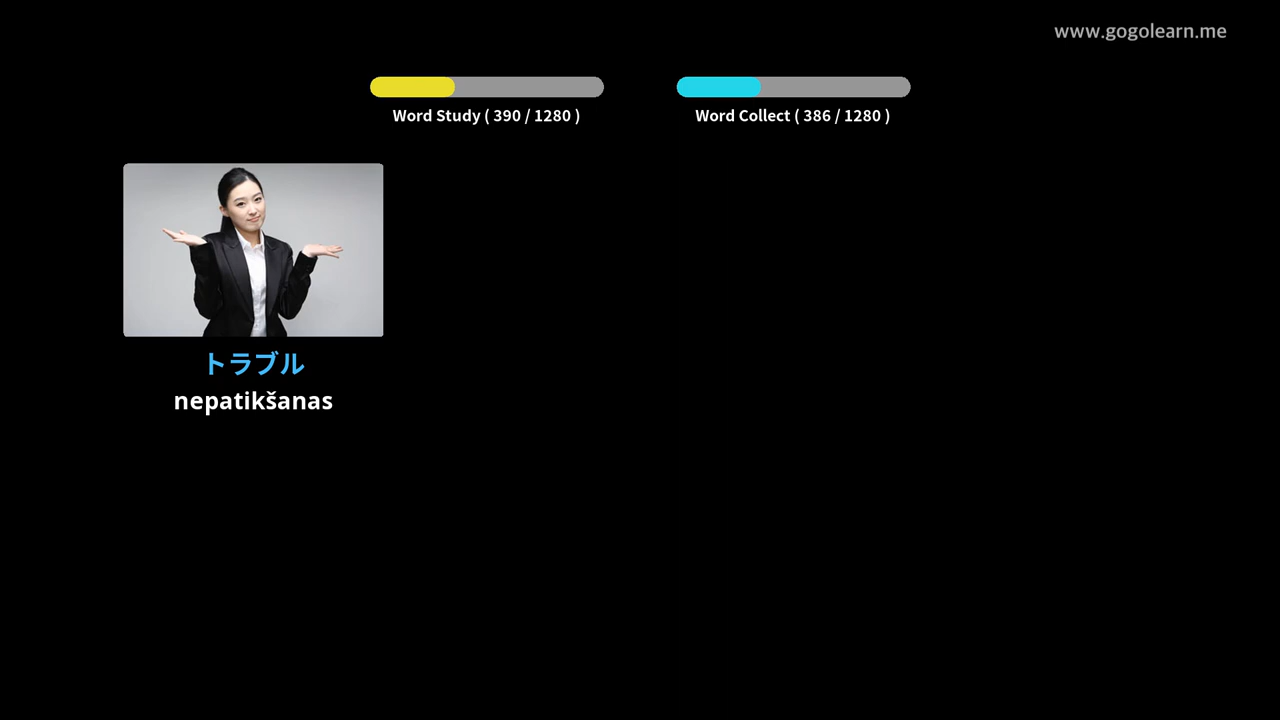 www.gogolearn.me
Word Study ( 390 / 1280 )
Word Collect ( 386 / 1280 )
トラブル
nepatikšanas